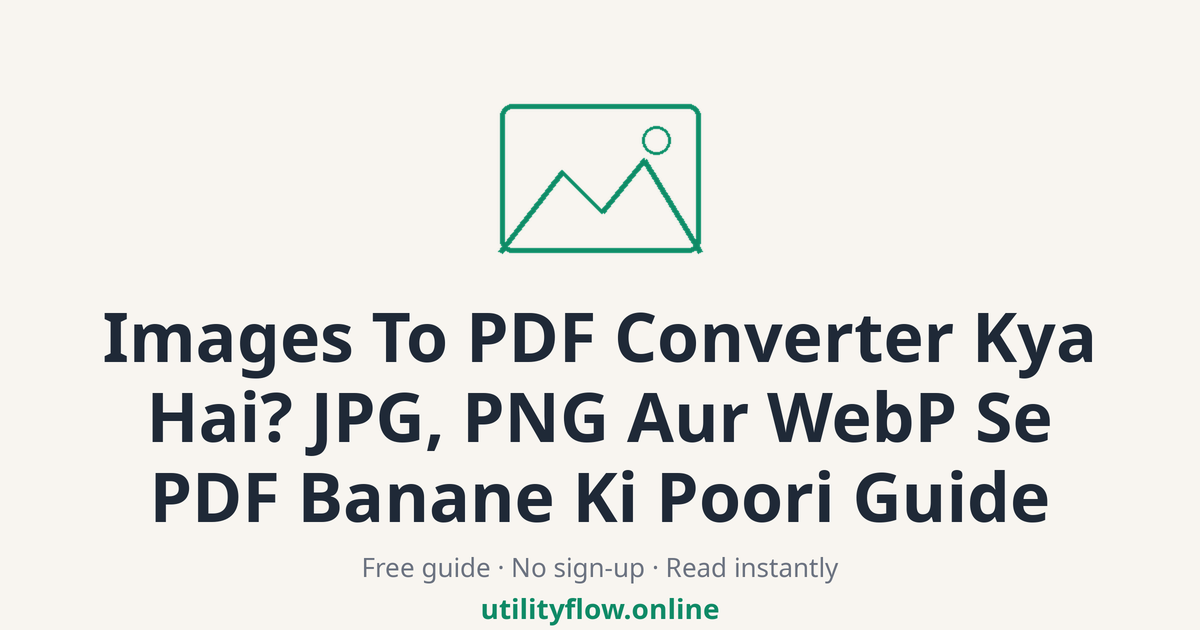 Images To PDF Converter Kya
Hai? JPG, PNG Aur WebP Se
PDF Banane Ki Poori Guide
Free guide · No sign-up · Read instantly
utilityflow.online